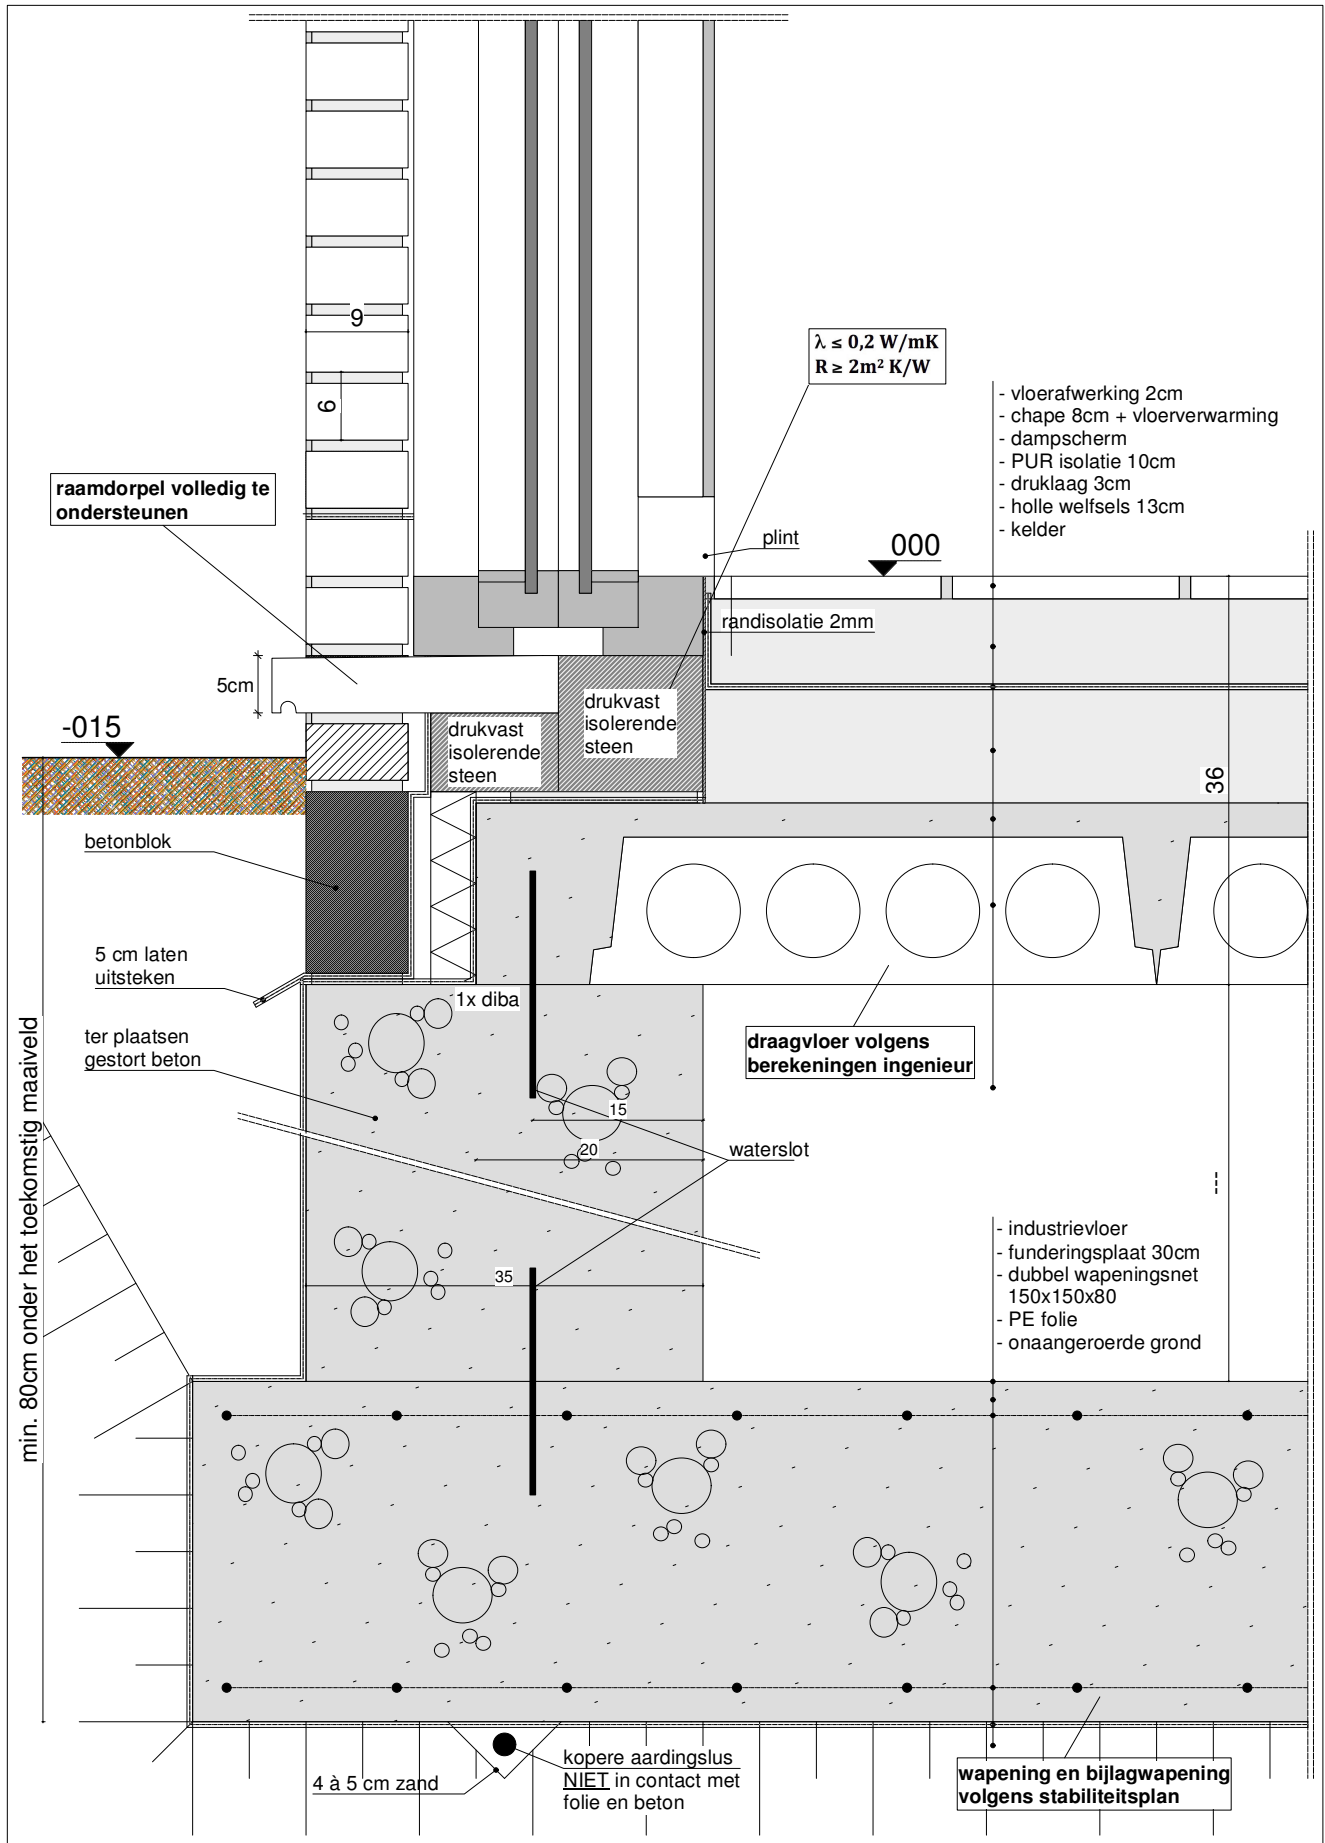 9
6
λ ≤ 0,2 W/mK
R ≥ 2m² K/W
- vloerafwerking 2cm
- chape 8cm + vloerverwarming
- dampscherm
- PUR isolatie 10cm
- druklaag 3cm
- holle welfsels 13cm
- kelder
raamdorpel volledig te
ondersteunen
plint
000
randisolatie 2mm
5cm
drukvast
isolerende
steen
drukvast
isolerende
steen
-015
36
betonblok
5 cm laten
uitsteken
1x diba
ter plaatsen
gestort beton
draagvloer volgens
berekeningen ingenieur
15
20
waterslot
35
- industrievloer
- funderingsplaat 30cm
- dubbel wapeningsnet
150x150x80
- PE folie
- onaangeroerde grond
min. 80cm onder het toekomstig maaiveld
4 à 5 cm zand
kopere aardingslus
NIET in contact met
folie en beton
wapening en bijlagwapening
volgens stabiliteitsplan